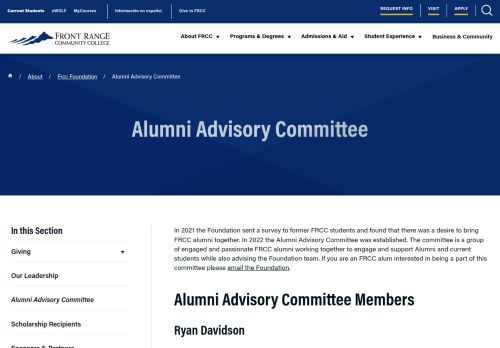 Current Students eWOLF MyCourses Información en español Give to FRCC REQUEST INFO VISIT APPLY
FRONT RANGE
COMMUNITY COLLEGE
About FRCC Programs & Degrees Admissions & Aid Student Experience Business & Community
/ About / Frcc Foundation / Alumni Advisory Committee
Alumni Advisory Committee
In this Section
Giving
Our Leadership
Alumni Advisory Committee
Scholarship Recipients
Sponsors & Partners
In 2021 the Foundation sent a survey to former FRCC students and found that there was a desire to bring
FRCC alumni together. In 2022 the Alumni Advisory Committee was established. The committee is a group
of engaged and passionate FRCC alumni working together to engage and support Alumni and current
students while also advising the Foundation team. If you are an FRCC alum interested in being a part of this
committee please email the Foundation.
Alumni Advisory Committee Members
Ryan Davidson